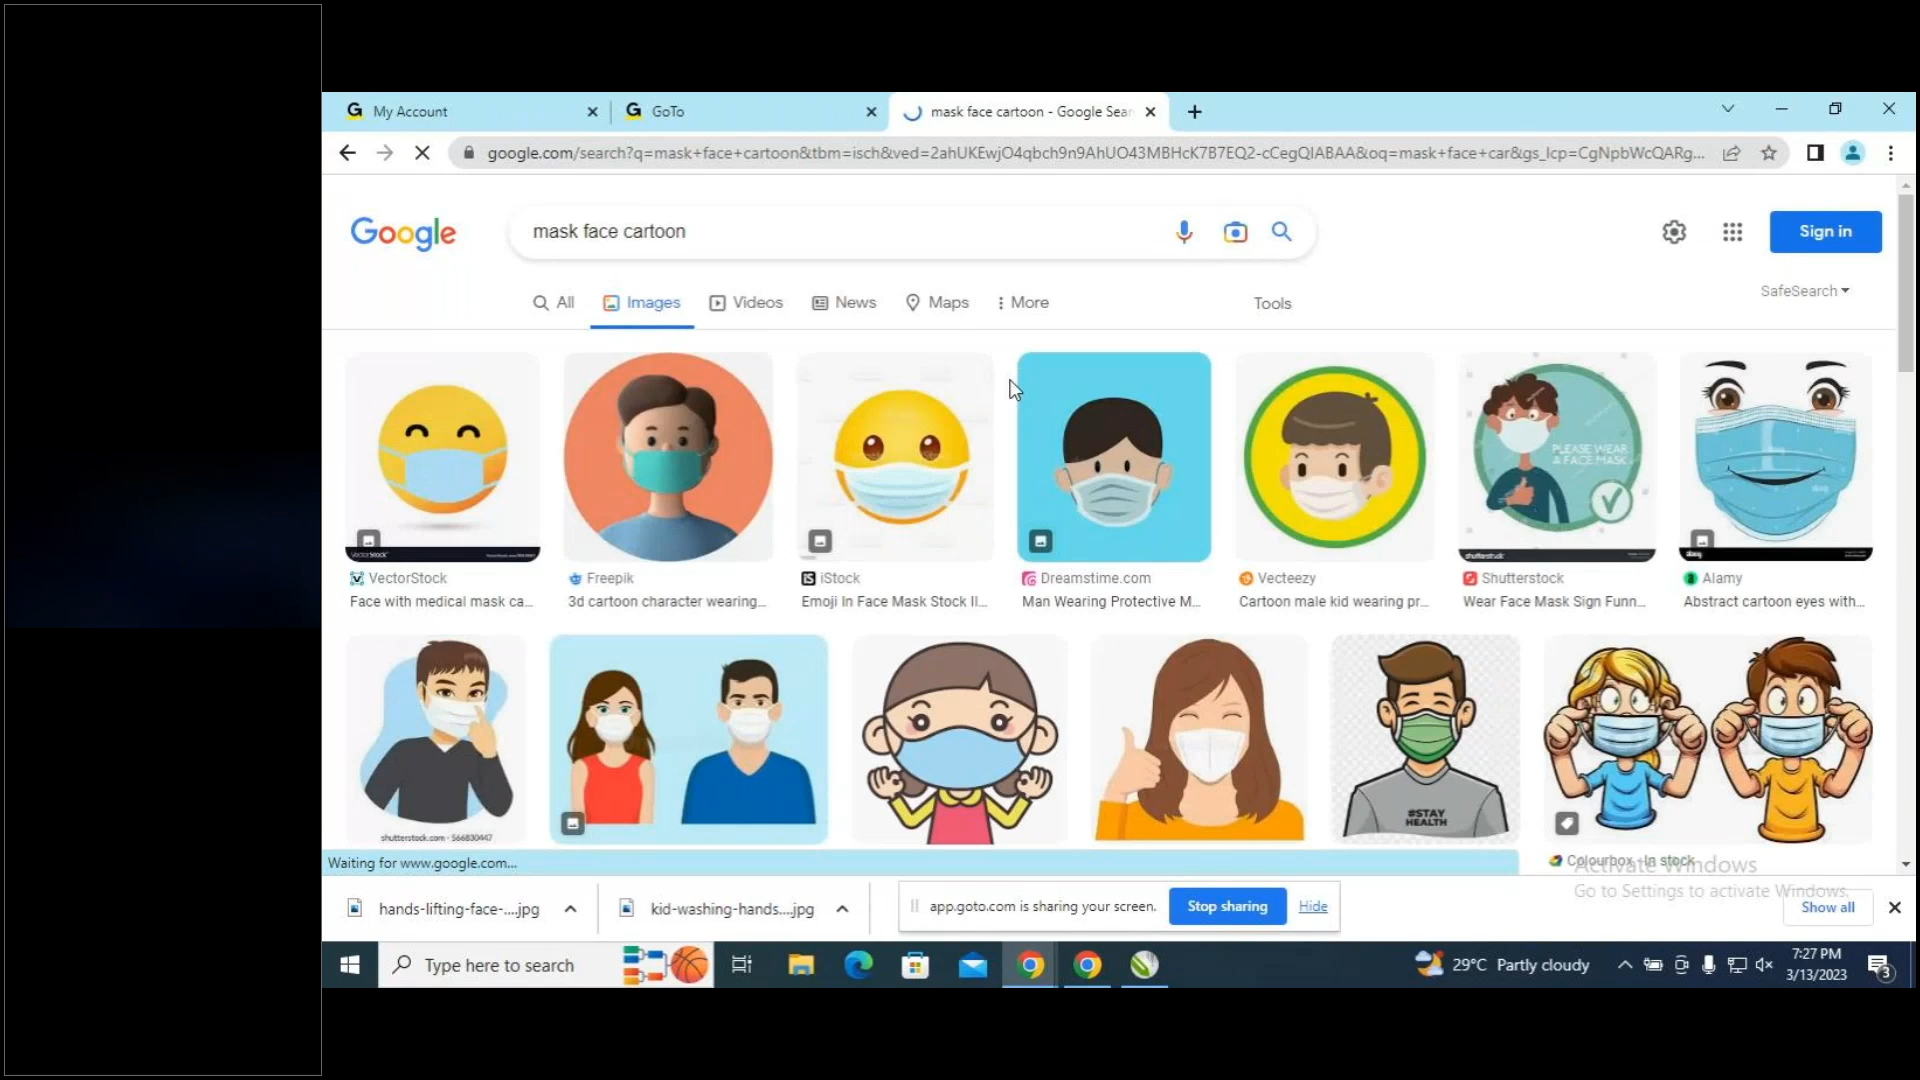 My Account
GoTo
mask face cartoon - Google Sear
google.com/search?q=mask+face+cartoon&tbm=isch&ved=2ahUKEwjO4qbch9n9AhUO43MBHcK7B7EQ2-cCegQIABAA&oq=mask+face+car&gs_lcp=CgNpbWcQARg...
Google
mask face cartoon
Sign in
All
Images
Videos
News
Maps
More
Tools
SafeSearch
PLEASE WEAR
A FACE MASK
VectorStock
shutterstock
alamy
VectorStock
Freepik
iStock
Dreamstime.com
Vecteezy
Shutterstock
Alamy
Face with medical mask ca...
3d cartoon character wearing...
Emoji In Face Mask Stock Il...
Man Wearing Protective M...
Cartoon male kid wearing pr...
Wear Face Mask Sign Funn...
Abstract cartoon eyes with...
#STAY
HEALTH
shutterstock.com · 566830447
Colourbox · In stock
Waiting for www.google.com...
Activate Windows
Go to Settings to activate Windows.
hands-lifting-face-....jpg
kid-washing-hands....jpg
app.goto.com is sharing your screen.
Stop sharing
Hide
Show all
Type here to search
29°C Partly cloudy
7:27 PM
3/13/2023
3